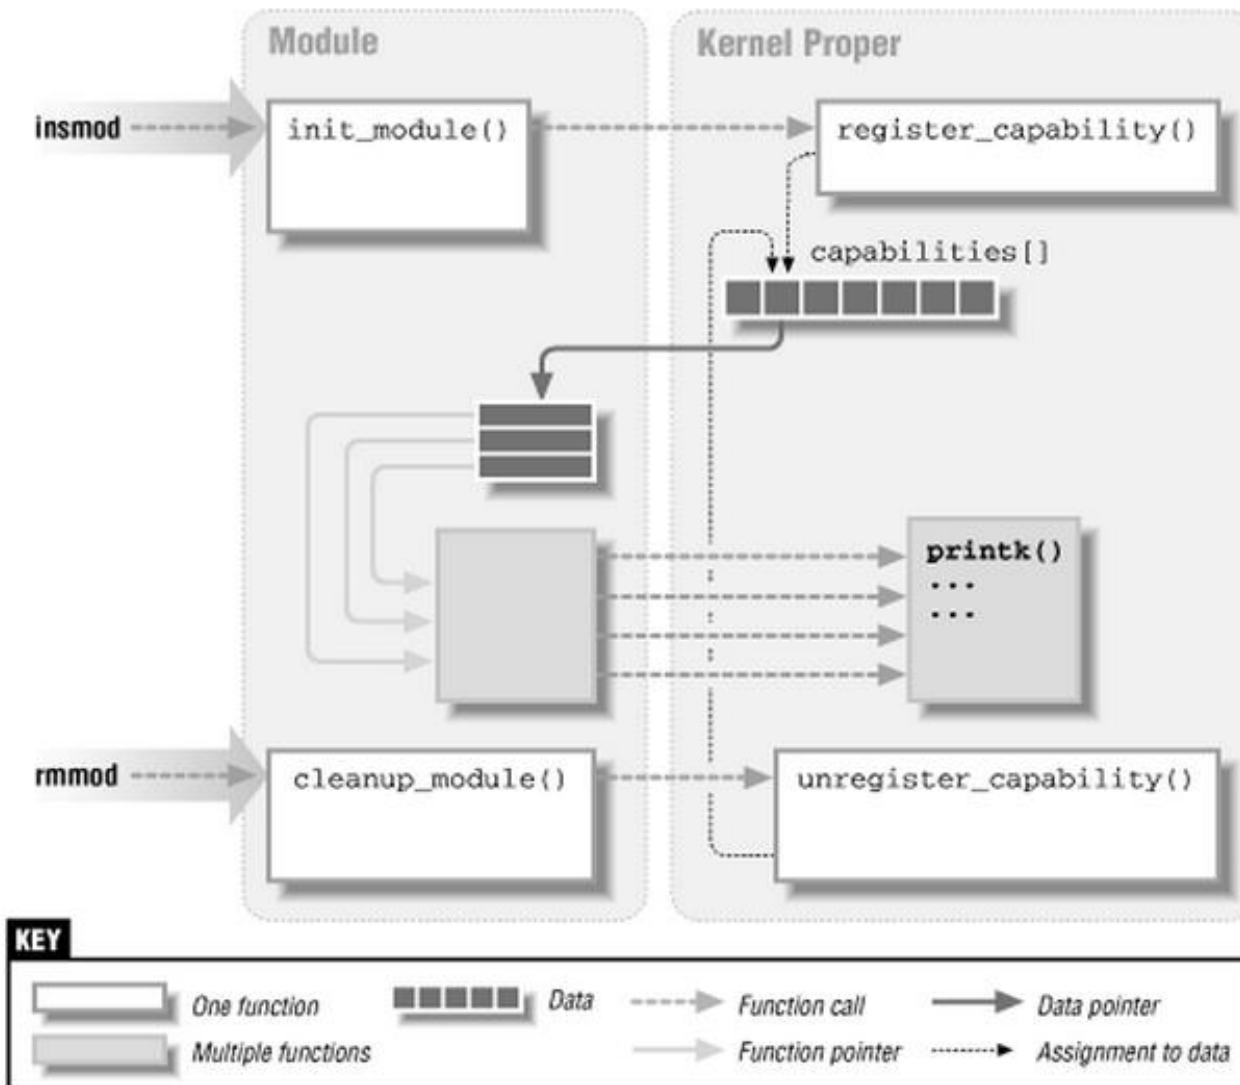 Module
Kernel Proper
insmod
init_module()
register_capability()
capabilities[]
printk()
...
...
rmmod
cleanup_module()
unregister_capability()
KEY
One function
Data
Function call
Data pointer
Multiple functions
Function pointer
Assignment to data